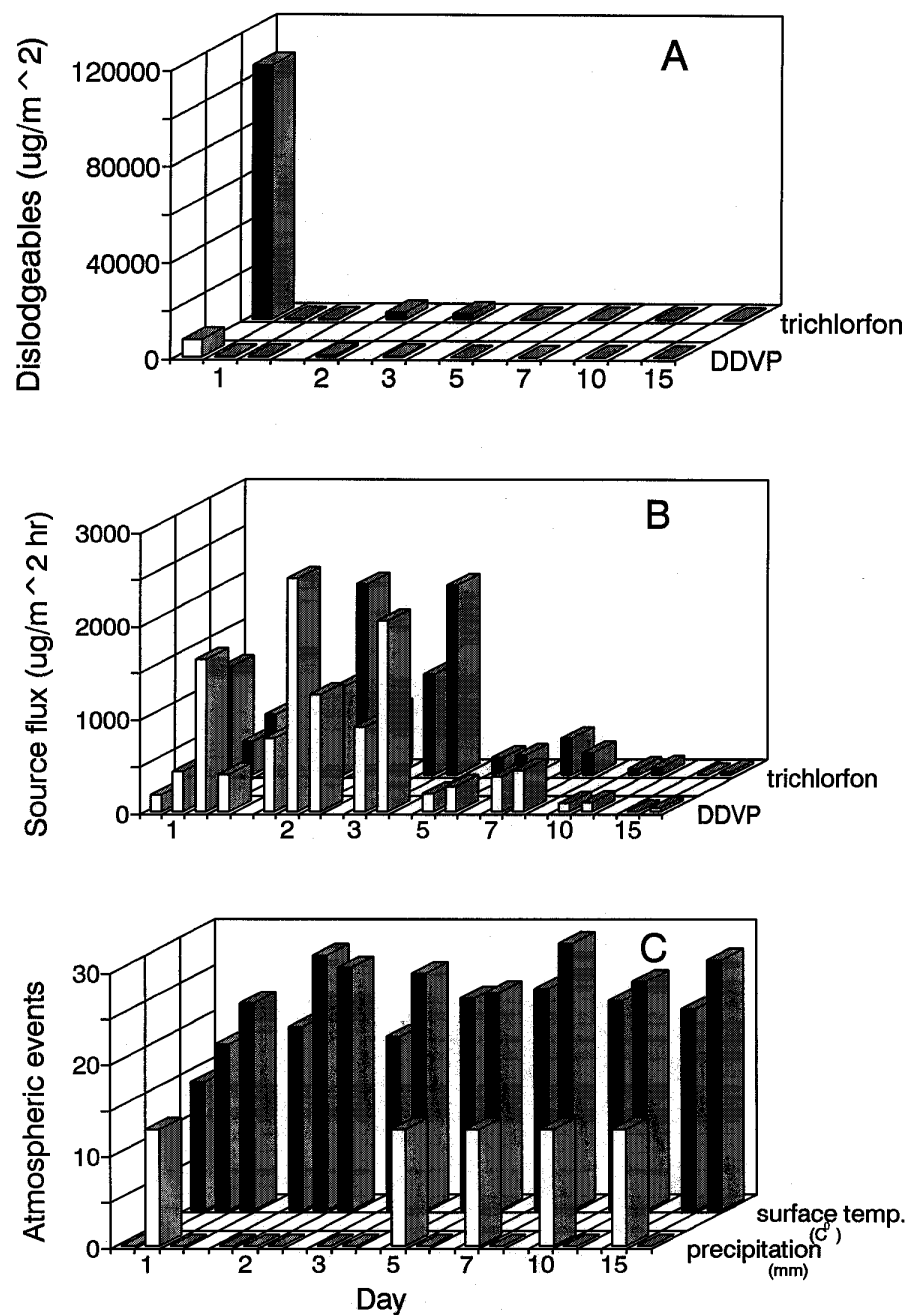 A
Dislodgeables (ug/m ^ 2)
120000
80000
40000
0
1 2 3 5 7 10 15
trichlorfon
DDVP
B
Source flux (ug/m ^ 2 hr)
3000
2000
1000
0
1 2 3 5 7 10 15
trichlorfon
DDVP
C
Atmospheric events
30
20
10
0
1 2 3 5 7 10 15
surface temp.
(C°)
precipitation
(mm)
Day